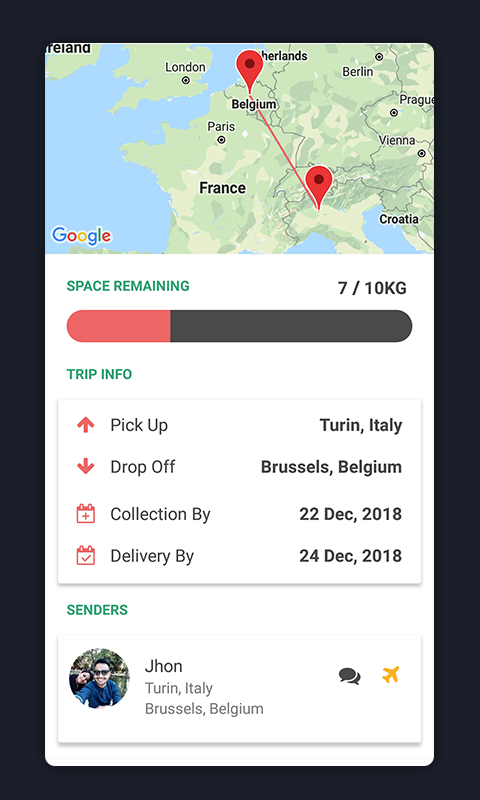 reland
therlands
London
Berlin
Belgium
Prague
Paris
Vienna
France
Croatia
Google
SPACE REMAINING 7 / 10KG
TRIP INFO
Pick Up Turin, Italy
Drop Off Brussels, Belgium
Collection By 22 Dec, 2018
Delivery By 24 Dec, 2018
SENDERS
Jhon
Turin, Italy
Brussels, Belgium